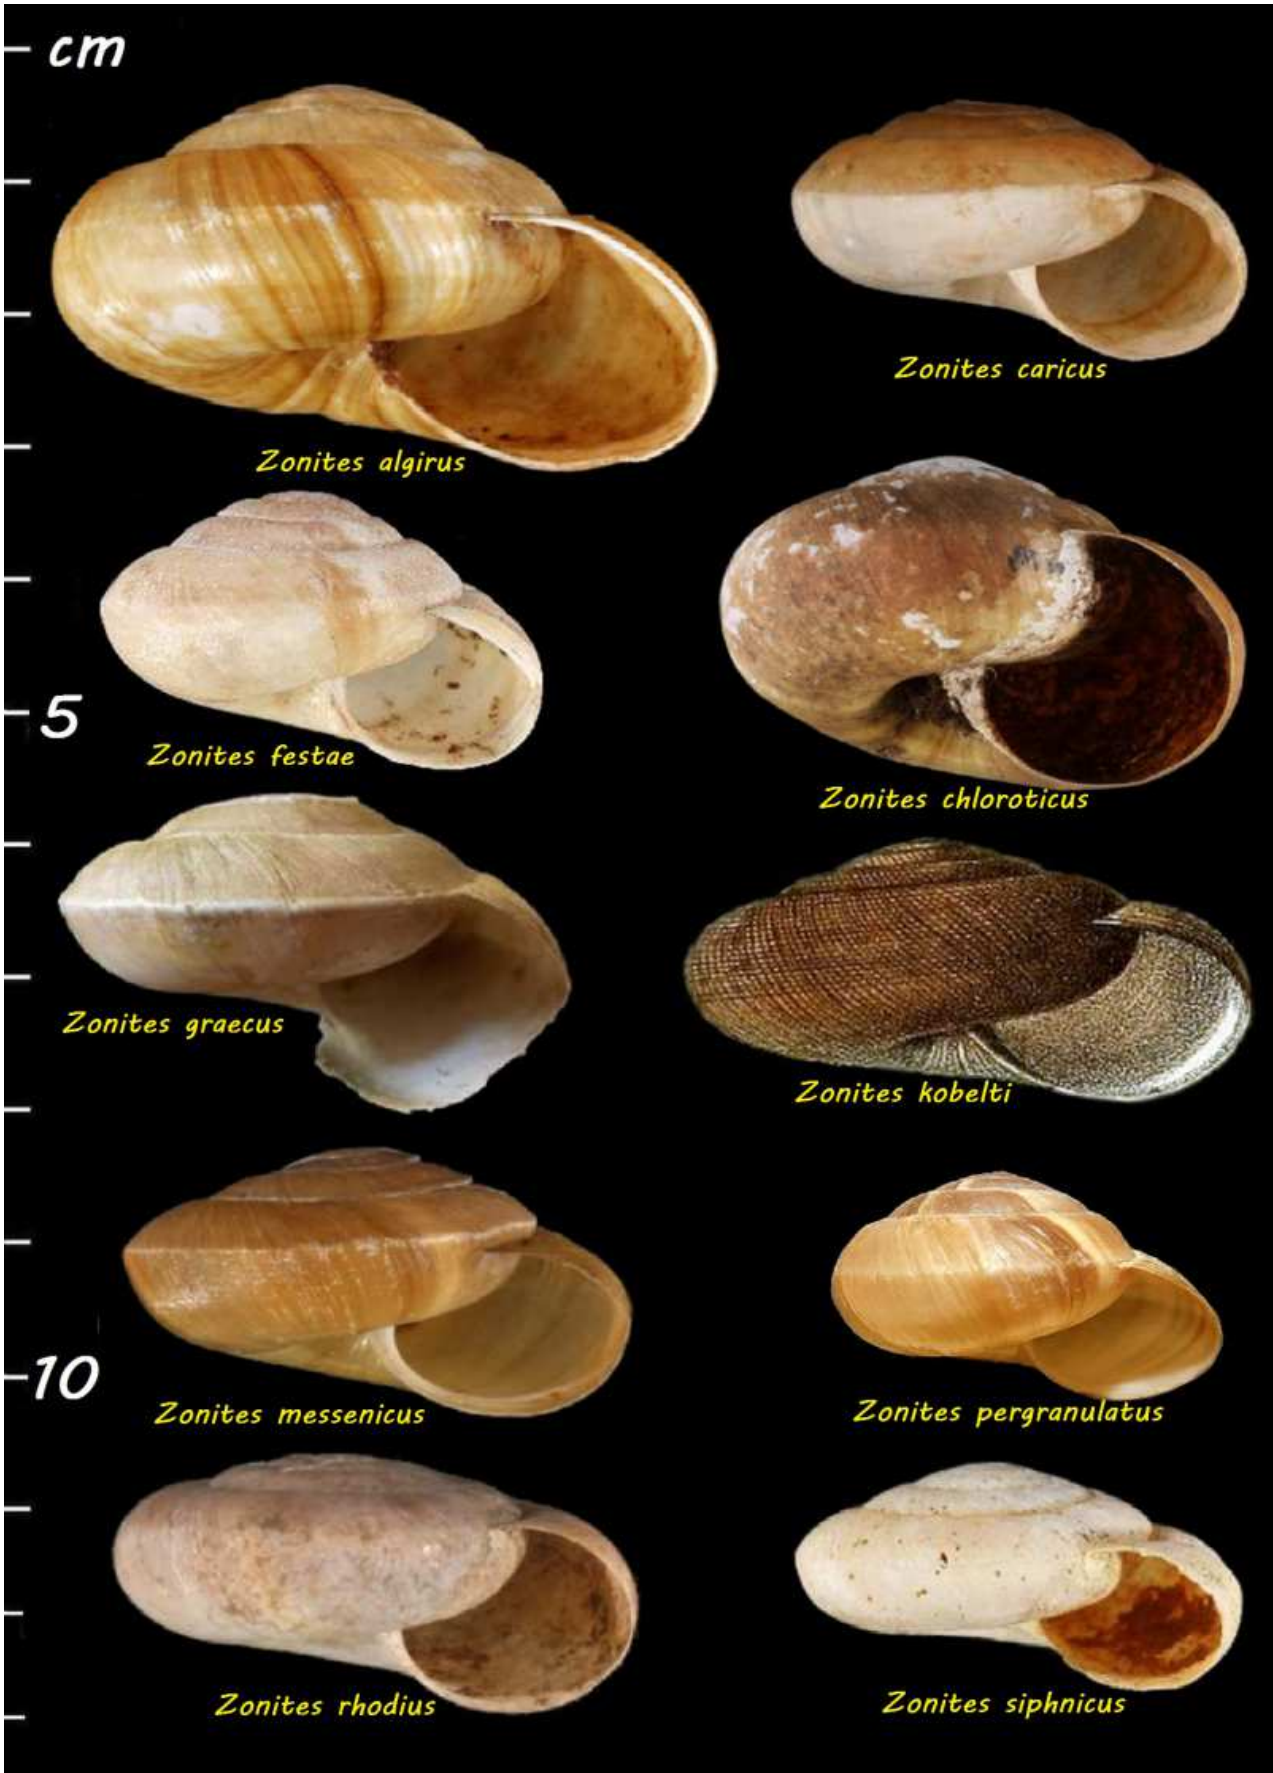 cm
Zonites caricus
Zonites algirus
5
Zonites festae
Zonites chloroticus
Zonites graecus
Zonites kobelti
10
Zonites messenicus
Zonites pergranulatus
Zonites rhodius
Zonites siphnicus